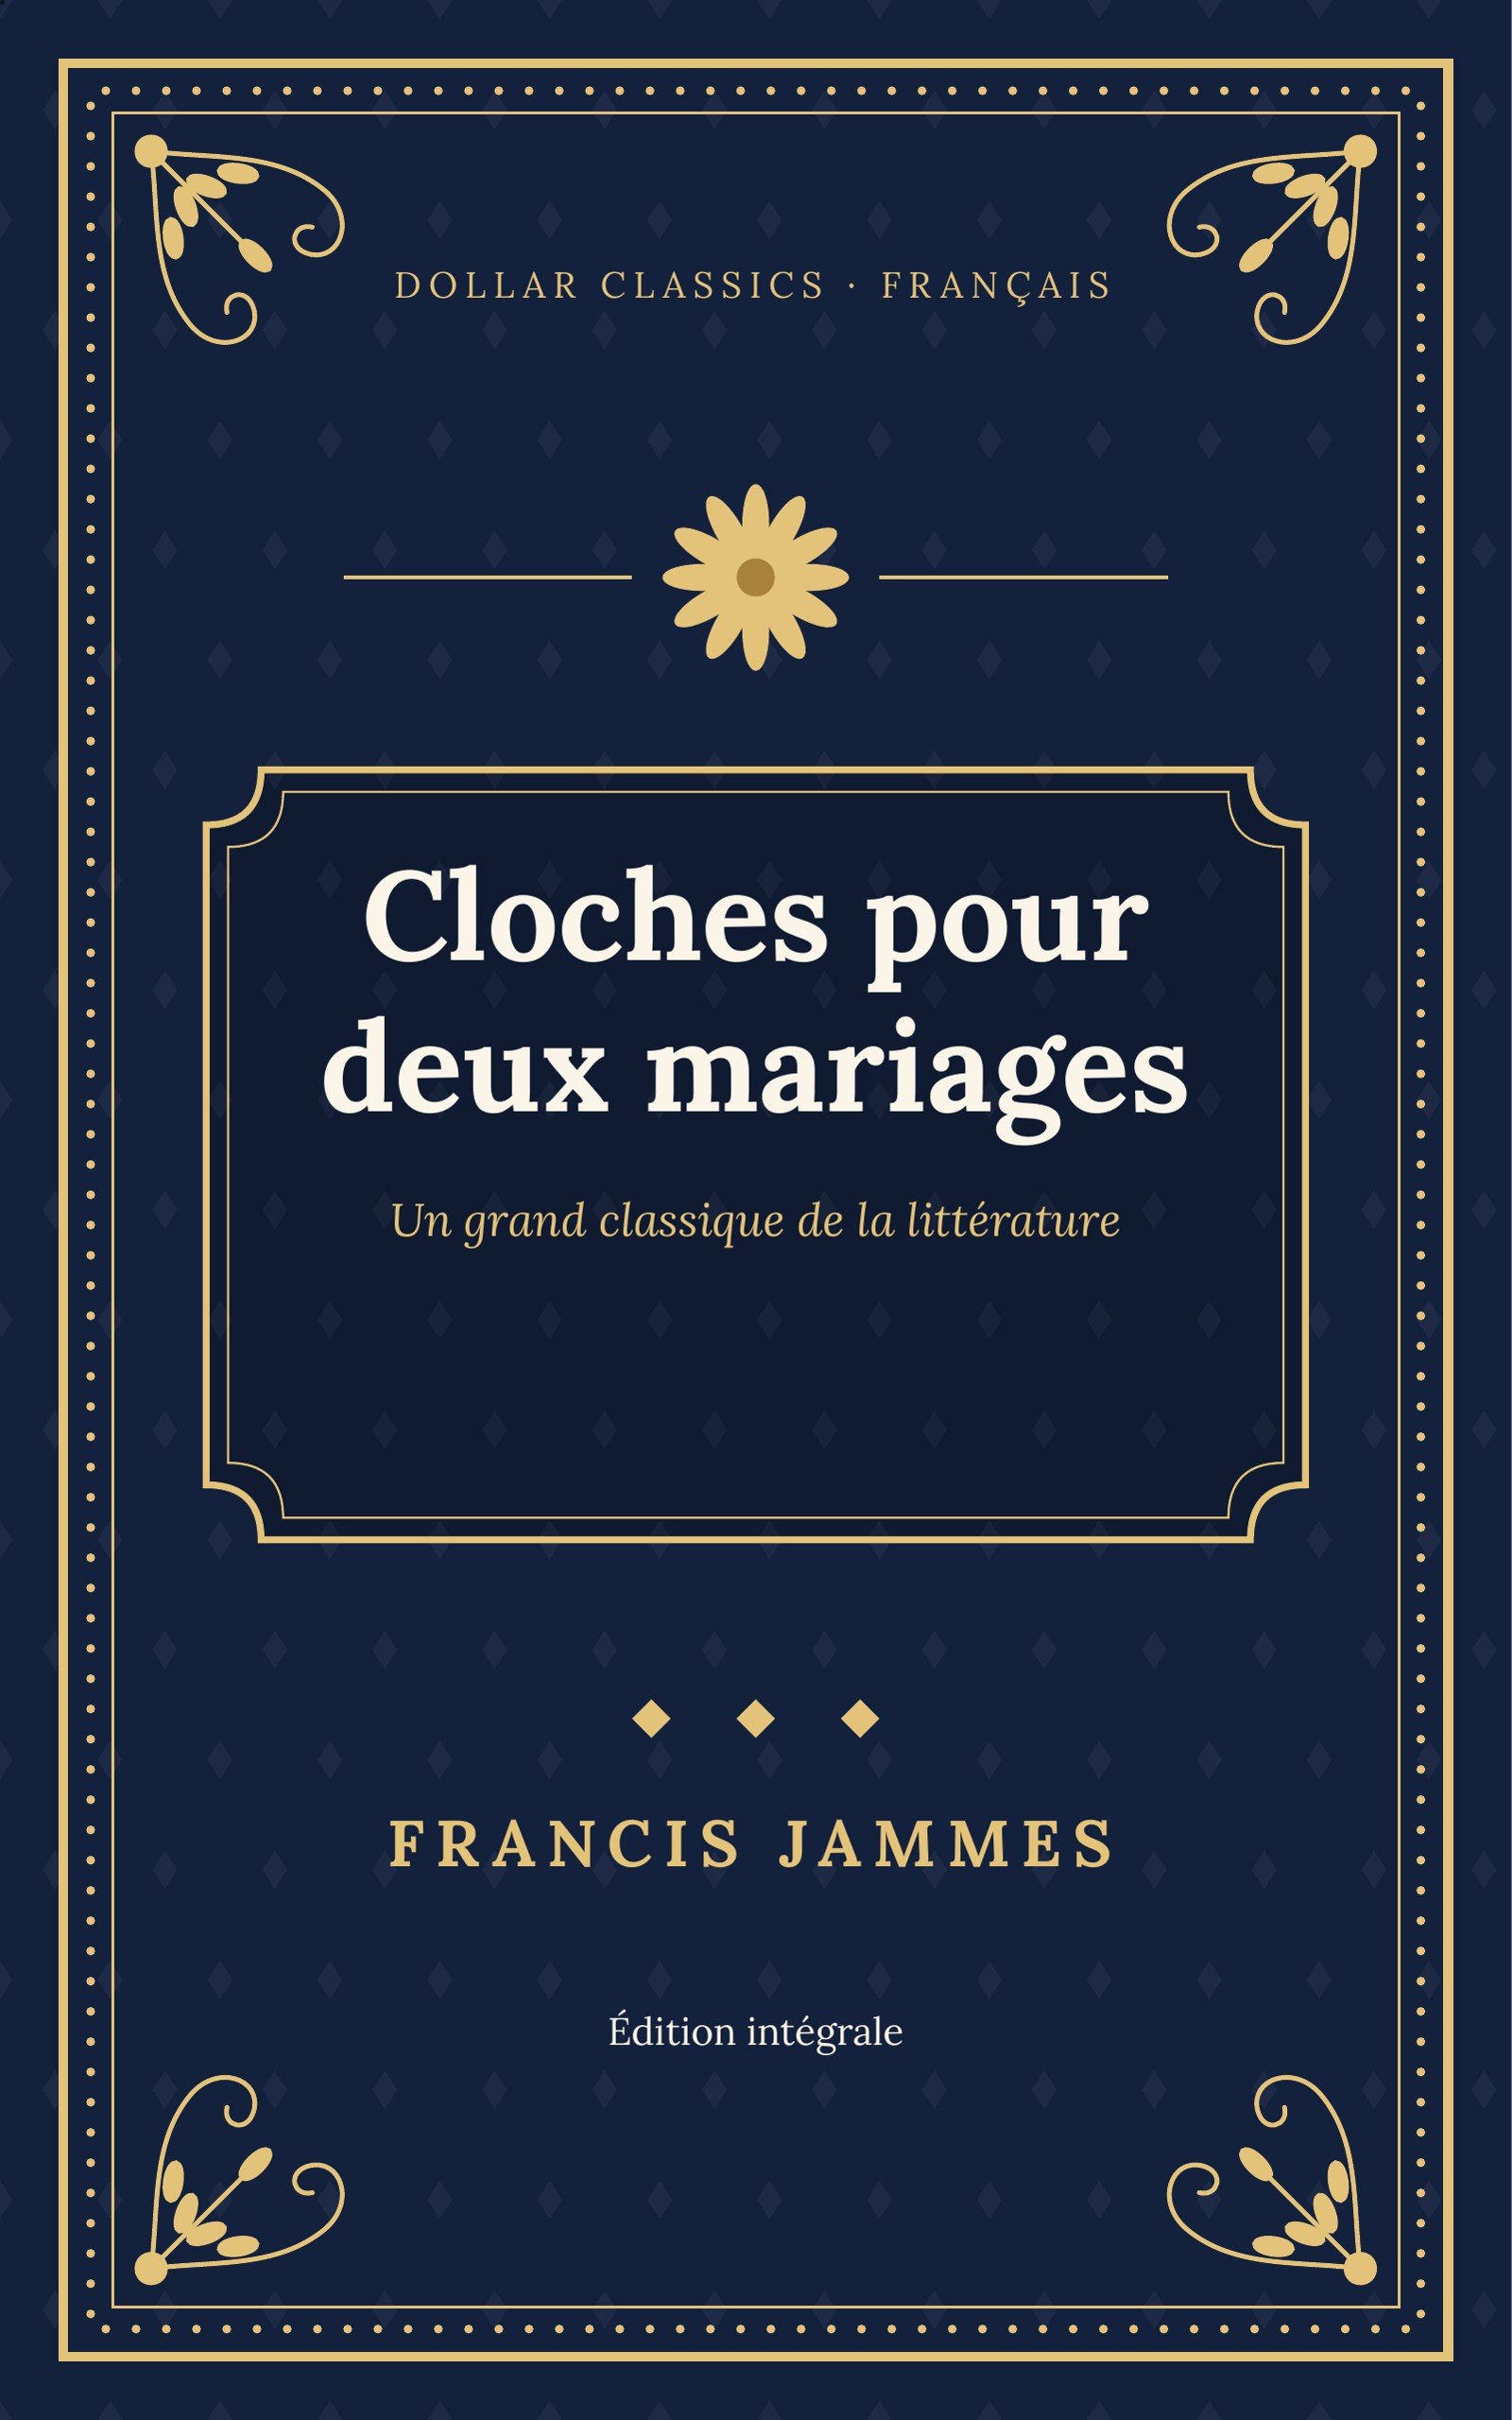 DOLLAR CLASSICS · FRANÇAIS
Cloches pour
deux mariages
Un grand classique de la littérature
FRANCIS JAMMES
Édition intégrale